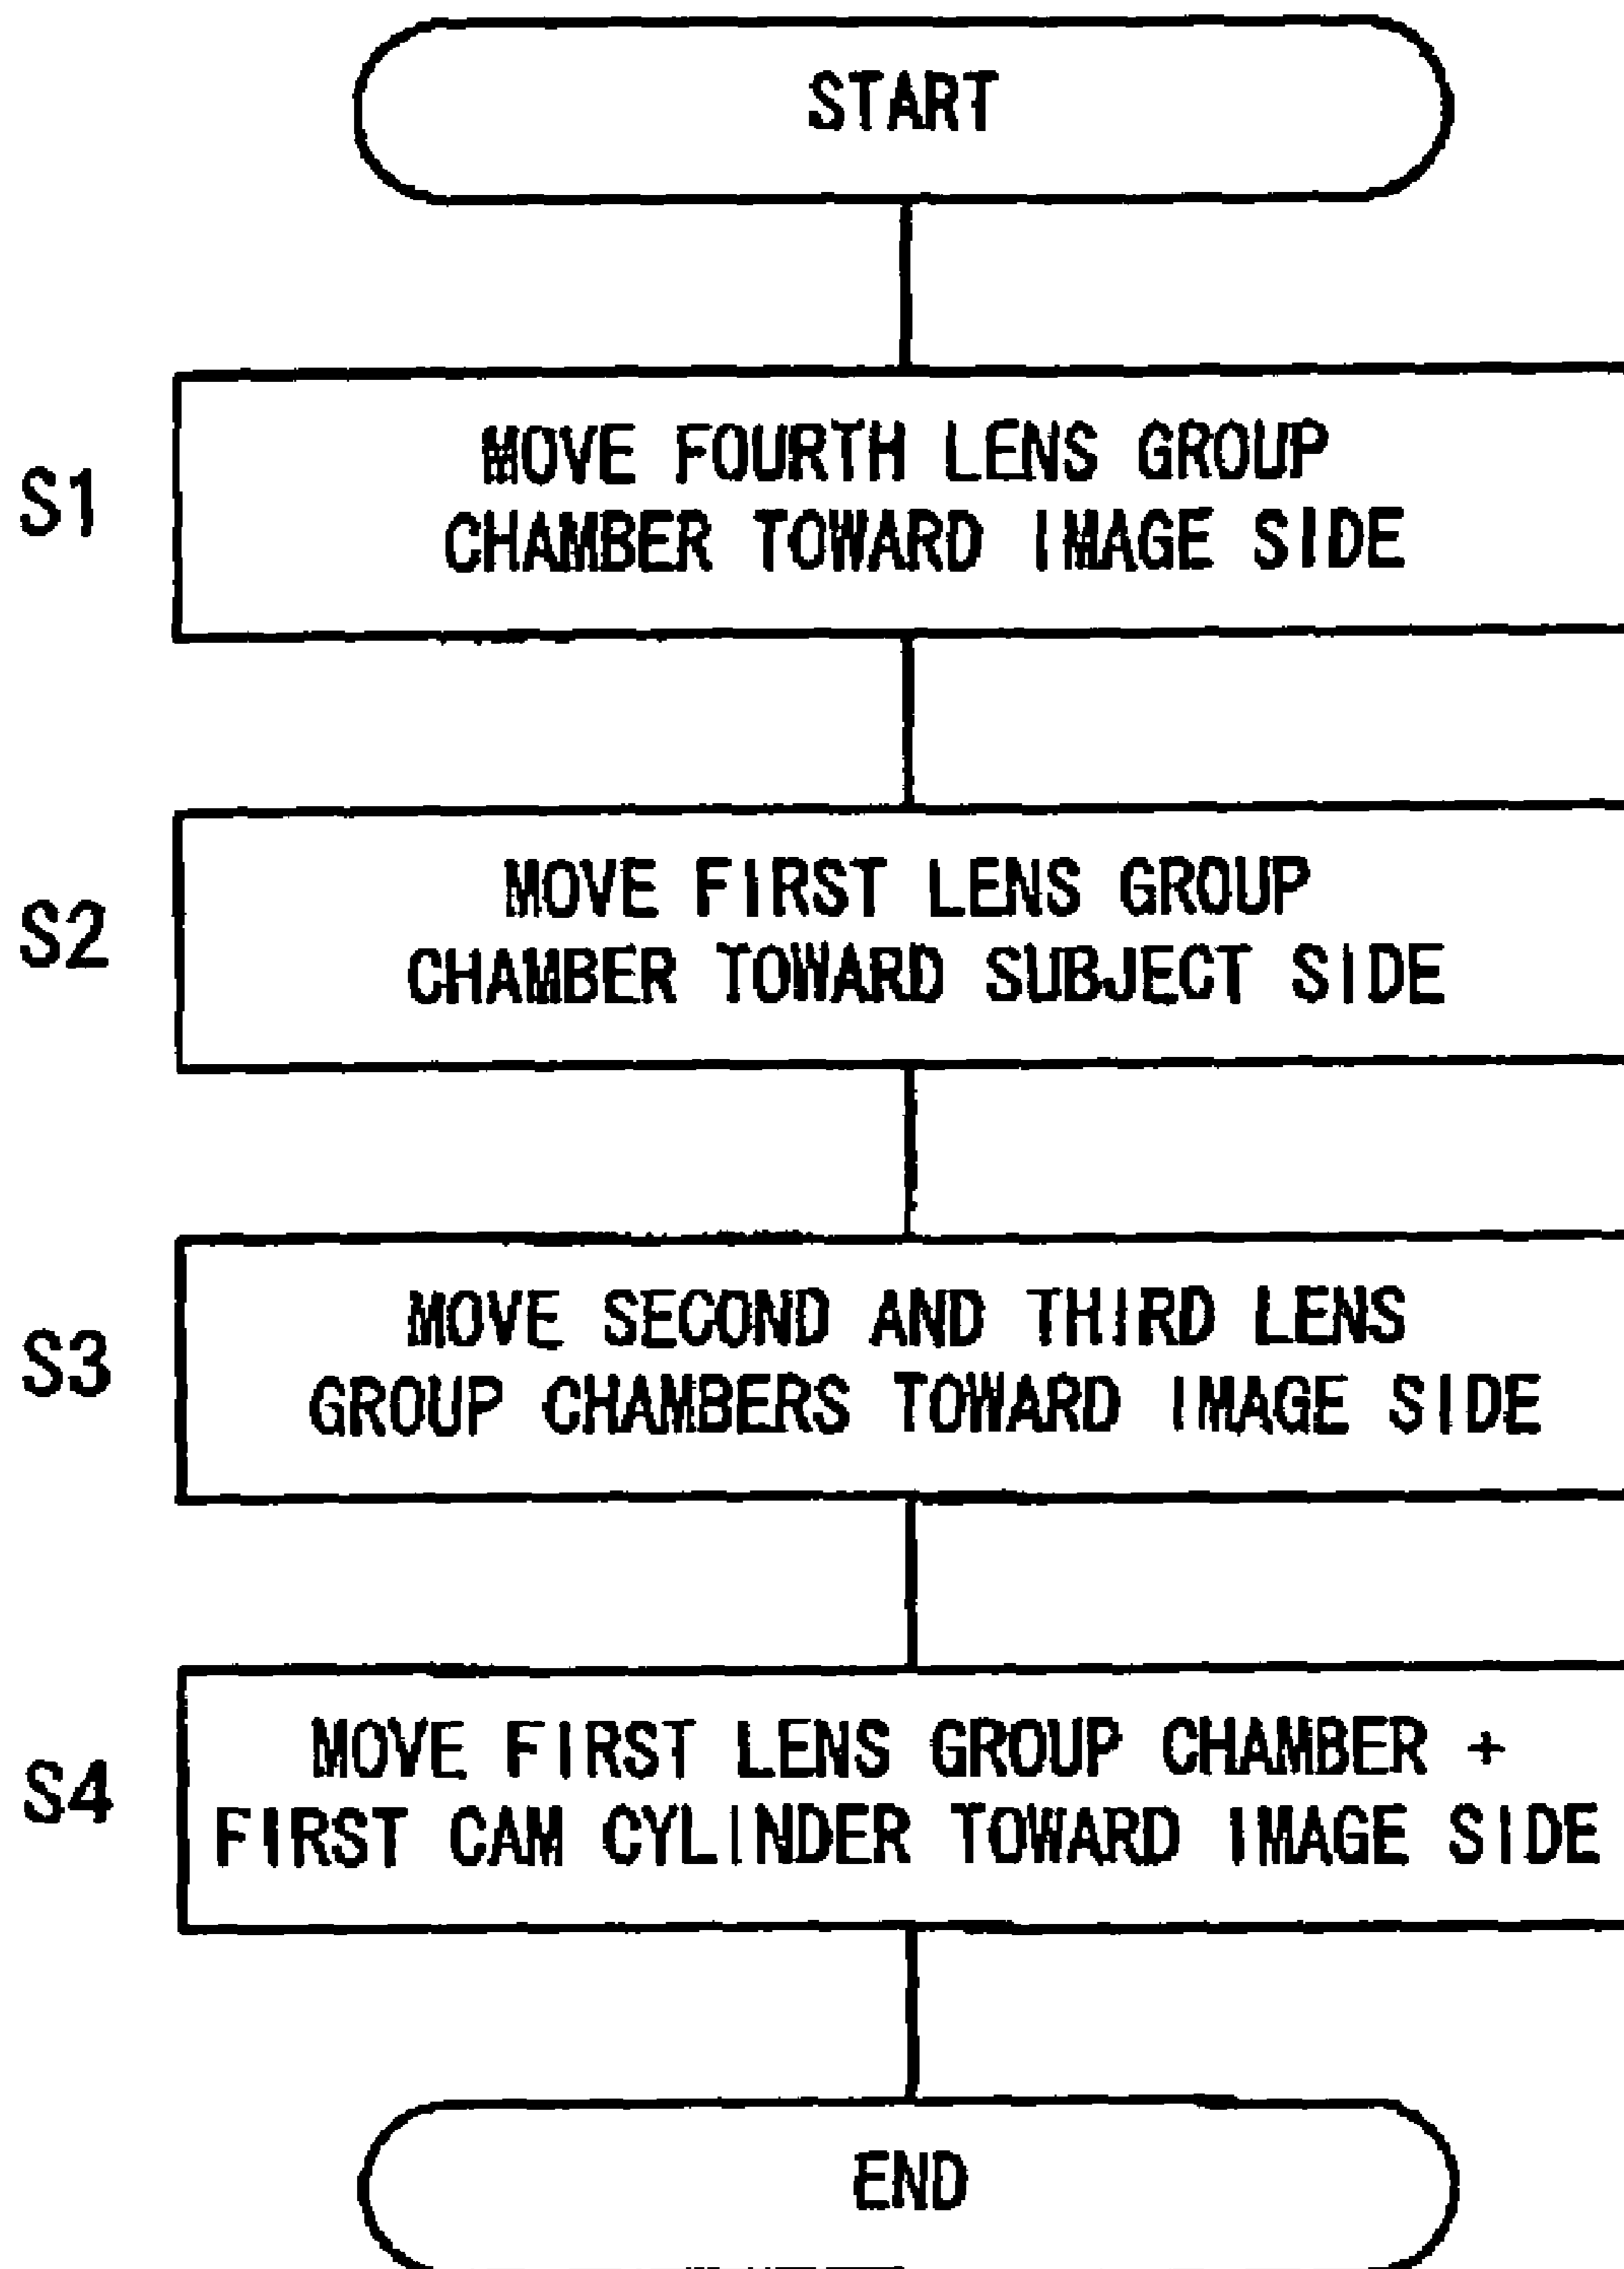 START
S1
MOVE FOURTH LENS GROUP
CHAMBER TOWARD IMAGE SIDE
S2
MOVE FIRST LENS GROUP
CHAMBER TOWARD SUBJECT SIDE
S3
MOVE SECOND AND THIRD LENS
GROUP CHAMBERS TOWARD IMAGE SIDE
S4
MOVE FIRST LENS GROUP CHAMBER +
FIRST CAM CYLINDER TOWARD IMAGE SIDE
END